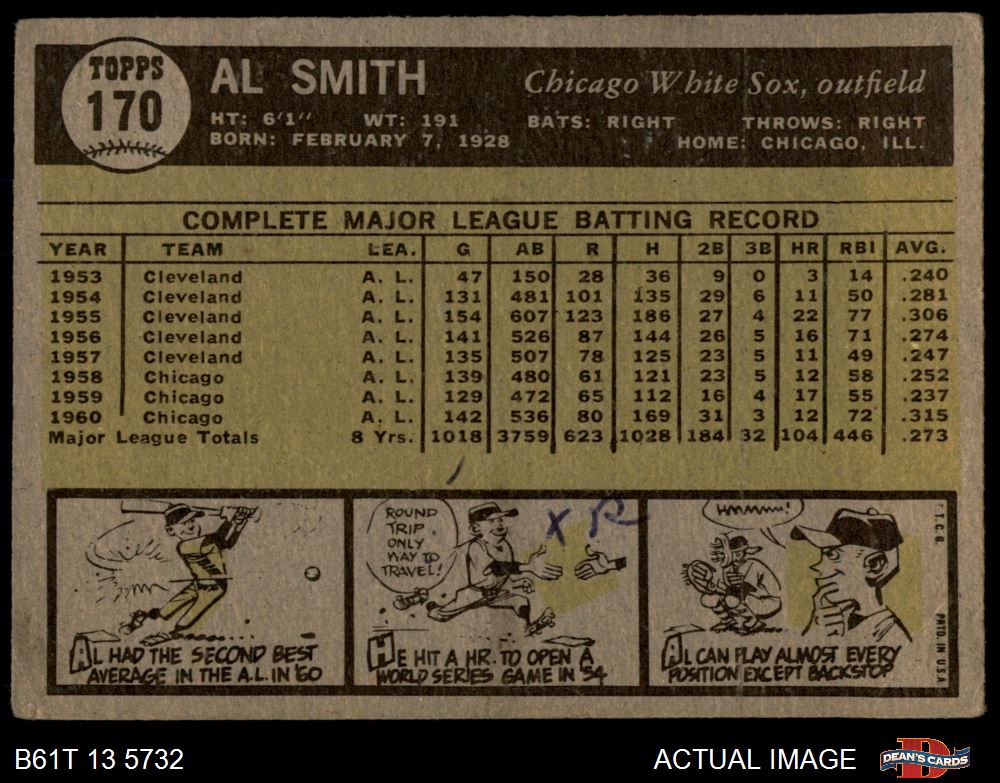 TOPPS
170
AL SMITH Chicago White Sox, outfield
HT: 6'1" WT: 191 BATS: RIGHT THROWS: RIGHT
BORN: FEBRUARY 7, 1928 HOME: CHICAGO, ILL.
COMPLETE MAJOR LEAGUE BATTING RECORD
YEAR TEAM LEA. G AB R H 2B 3B HR RBI AVG.
1953 Cleveland A. L. 47 150 28 36 9 0 3 14 .240
1954 Cleveland A. L. 131 481 101 135 29 6 11 50 .281
1955 Cleveland A. L. 154 607 123 186 27 4 22 77 .306
1956 Cleveland A. L. 141 526 87 144 26 5 16 71 .274
1957 Cleveland A. L. 135 507 78 125 23 5 11 49 .247
1958 Chicago A. L. 139 480 61 121 23 5 12 58 .252
1959 Chicago A. L. 129 472 65 112 16 4 17 55 .237
1960 Chicago A. L. 142 536 80 169 31 3 12 72 .315
Major League Totals 8 Yrs. 1018 3759 623 1028 184 32 104 446 .273
AL HAD THE SECOND BEST
AVERAGE IN THE A.L. IN '60
ROUND
TRIP
ONLY
WAY TO
TRAVEL!
X
HE HIT A HR. TO OPEN A
WORLD SERIES GAME IN '54
HMMMM!
AL CAN PLAY ALMOST EVERY
POSITION EXCEPT BACKSTOP
T. C. G.
PRTD. IN U.S.A.
B61T 13 5732 ACTUAL IMAGE DEAN'S CARDS